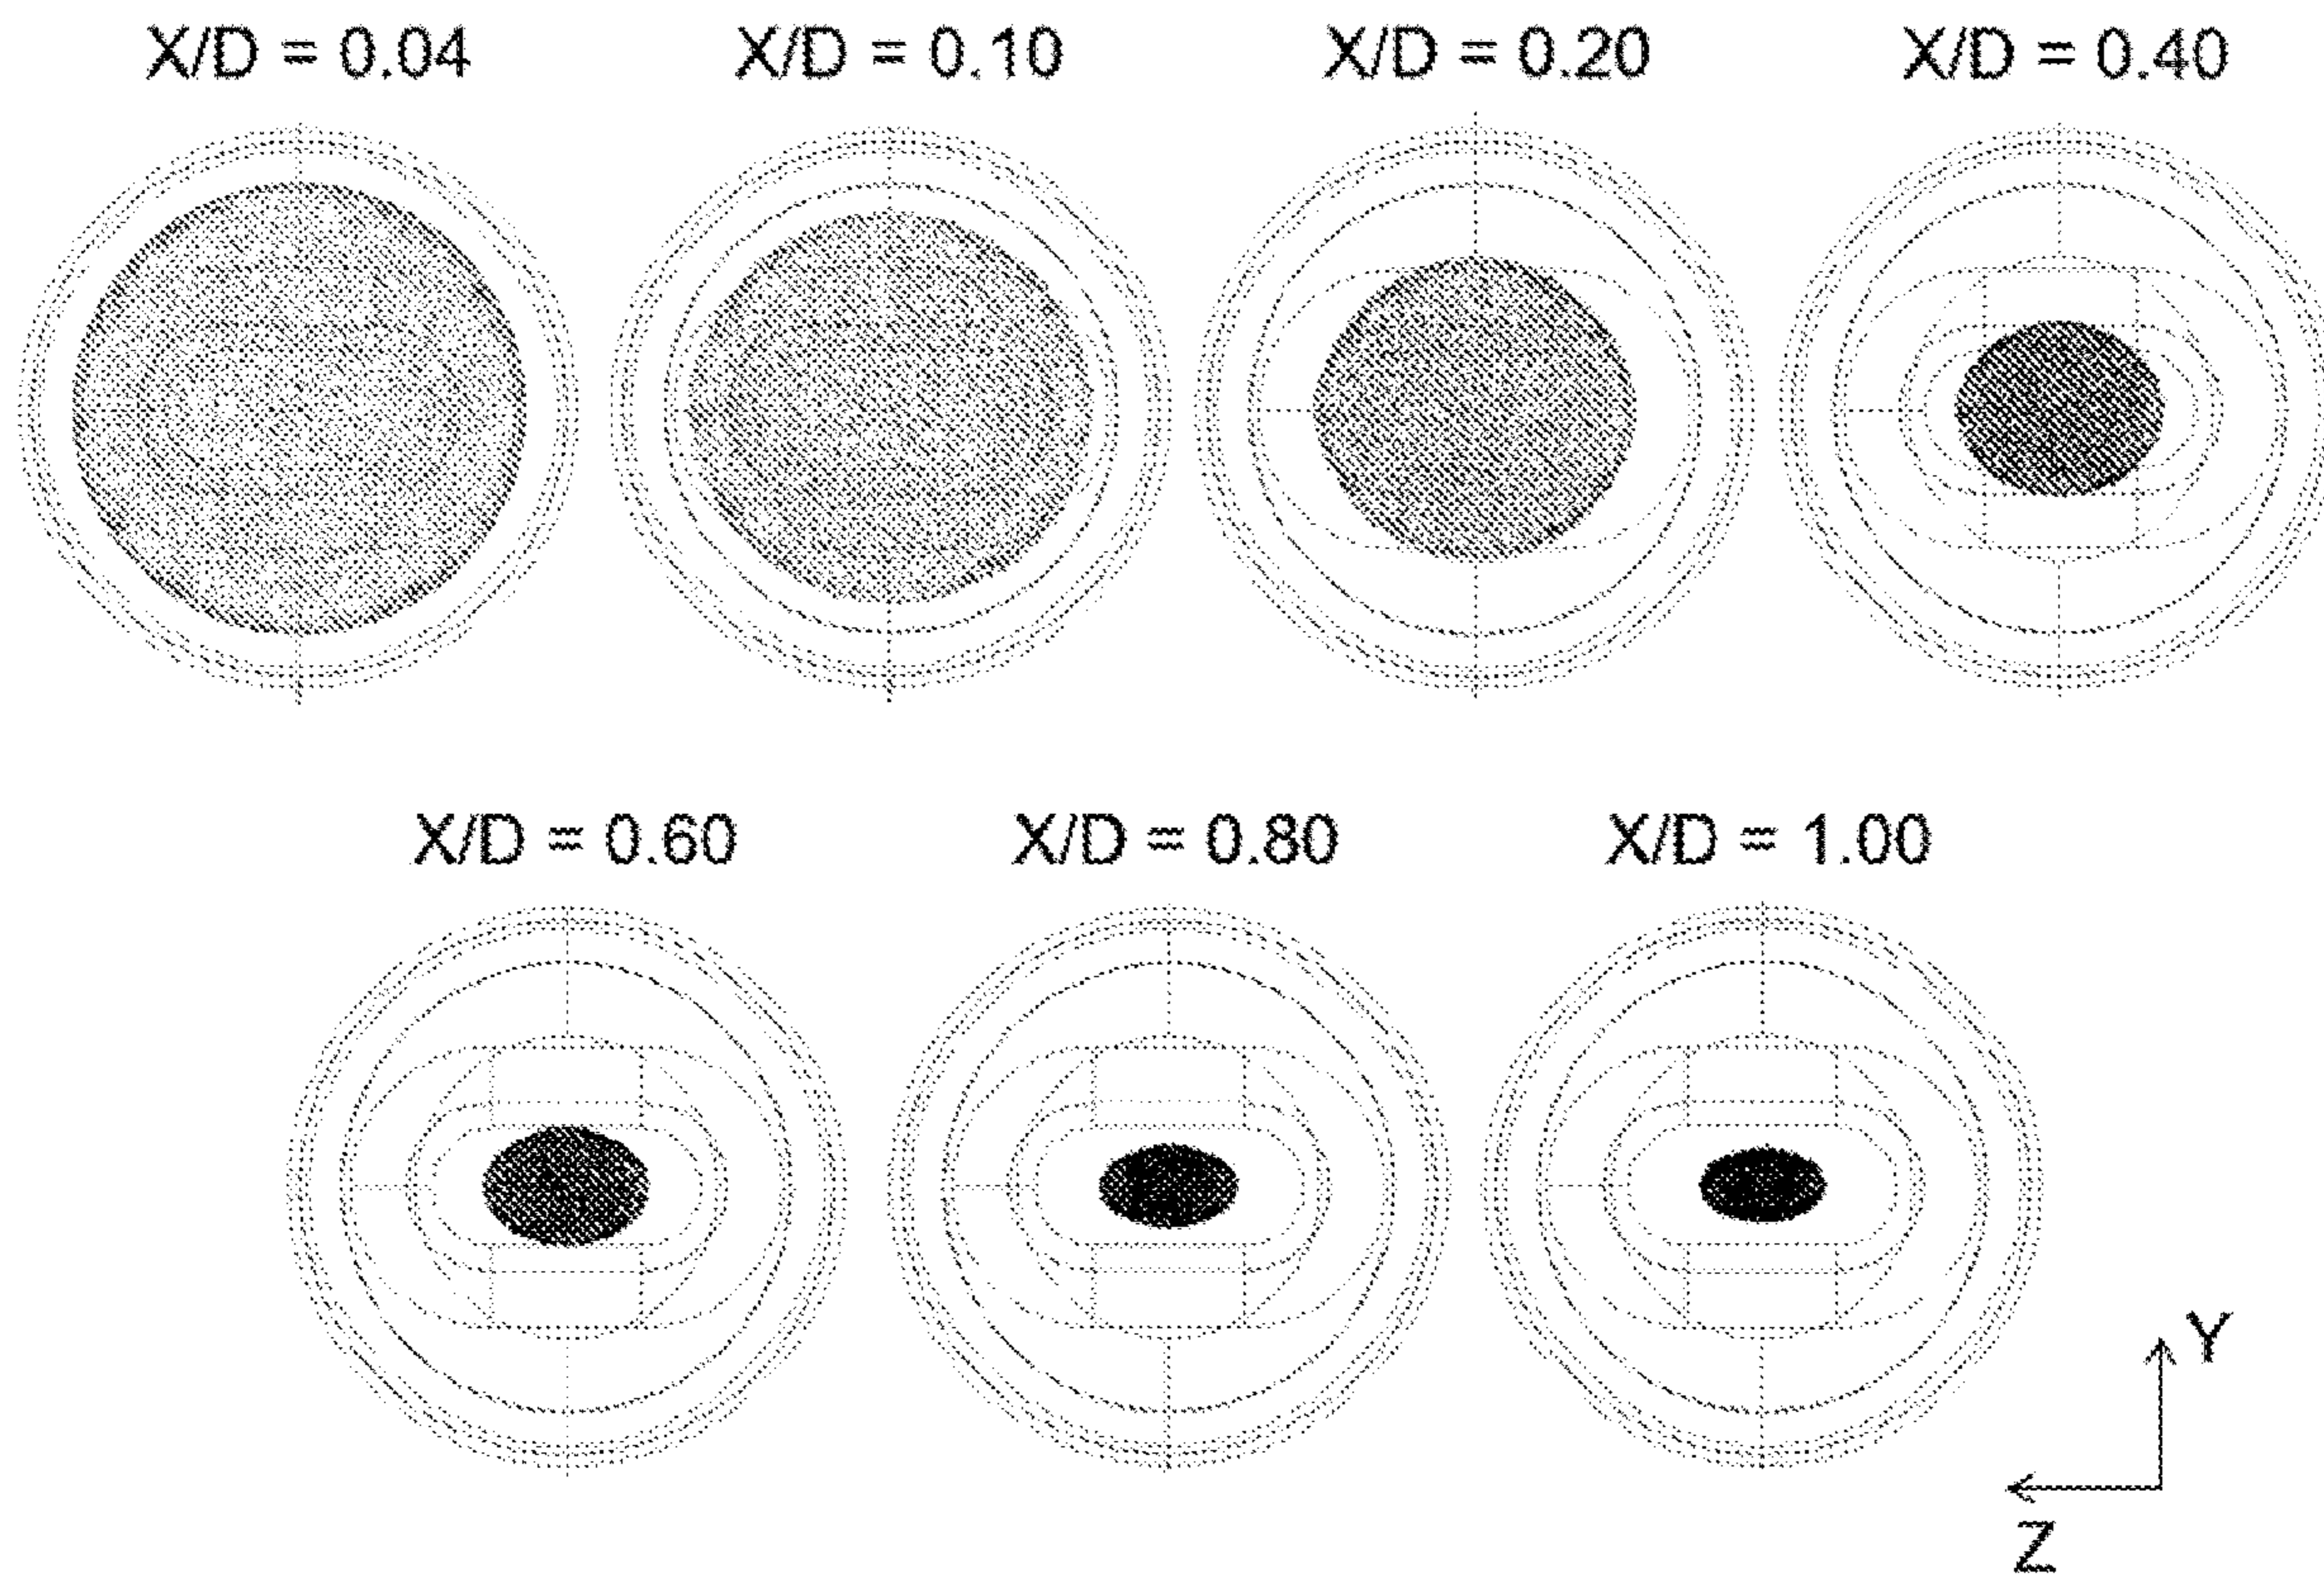 X/D = 0.04
X/D = 0.10
X/D = 0.20
X/D = 0.40
X/D = 0.60
X/D = 0.80
X/D = 1.00
Y
Z